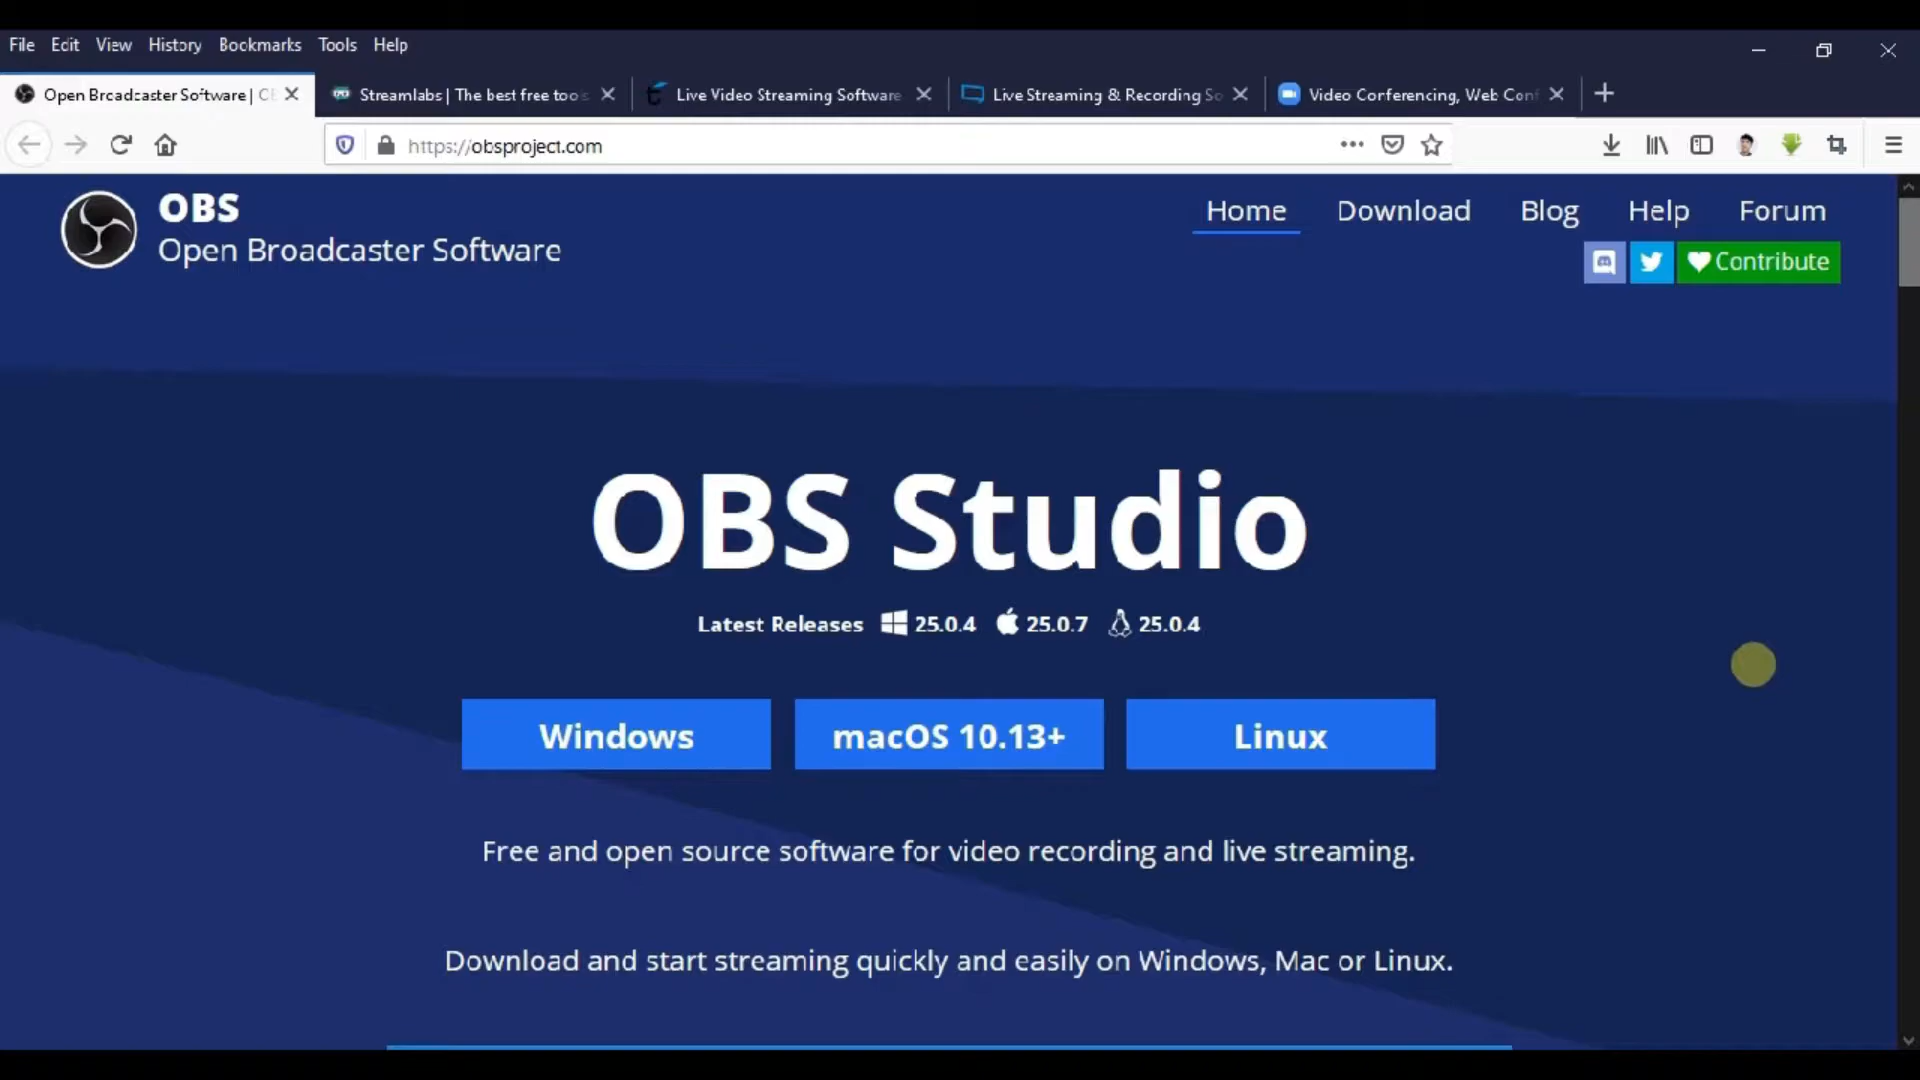 File Edit View History Bookmarks Tools Help
Open Broadcaster Software | Streamlabs | The best free Live Video Streaming Software Live Streaming & Recording Video Conferencing, Web
https://obsproject.com
OBS
Open Broadcaster Software
Home Download Blog Help Forum
Contribute
OBS Studio
Latest Releases 25.0.4 25.0.7 25.0.4
Windows macOS 10.13+ Linux
Free and open source software for video recording and live streaming.
Download and start streaming quickly and easily on Windows, Mac or Linux.